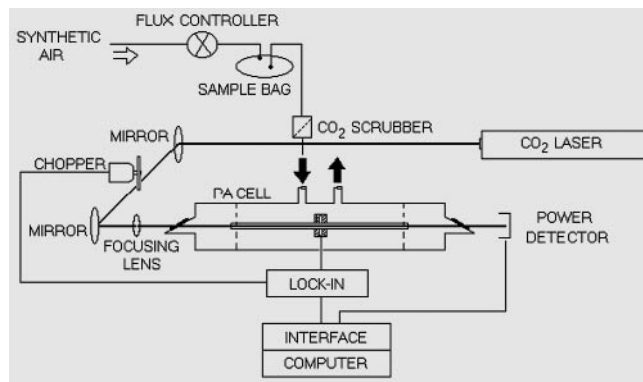 FLUX CONTROLLER
SYNTHETIC
AIR
SAMPLE BAG
CO₂ SCRUBBER
MIRROR
CO₂ LASER
CHOPPER
PA CELL
MIRROR
FOCUSING
LENS
POWER
DETECTOR
LOCK-IN
INTERFACE
COMPUTER